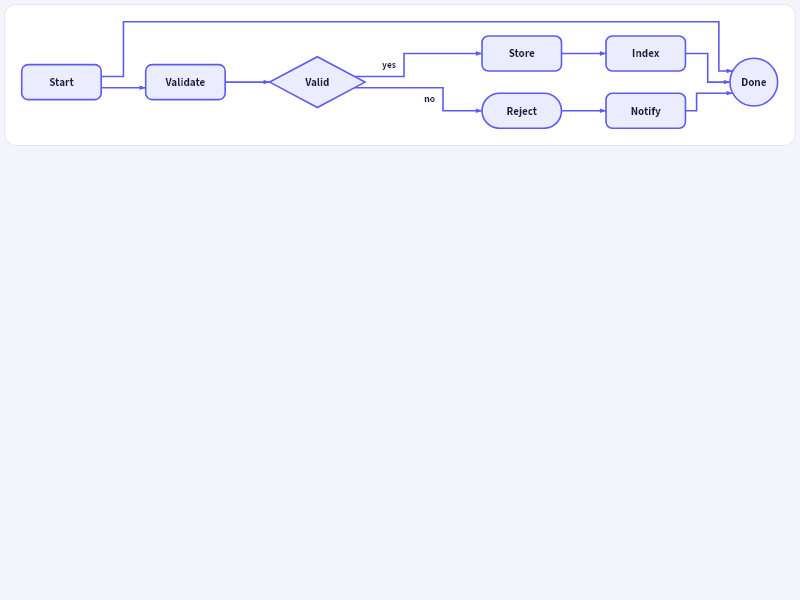 Start
Validate
Valid
yes
no
Store
Index
Reject
Notify
Done